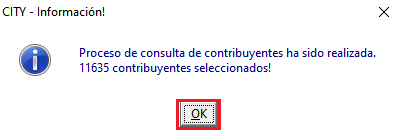 CITY - Información!
Proceso de consulta de contribuyentes ha sido realizada.
11635 contribuyentes seleccionados!
OK